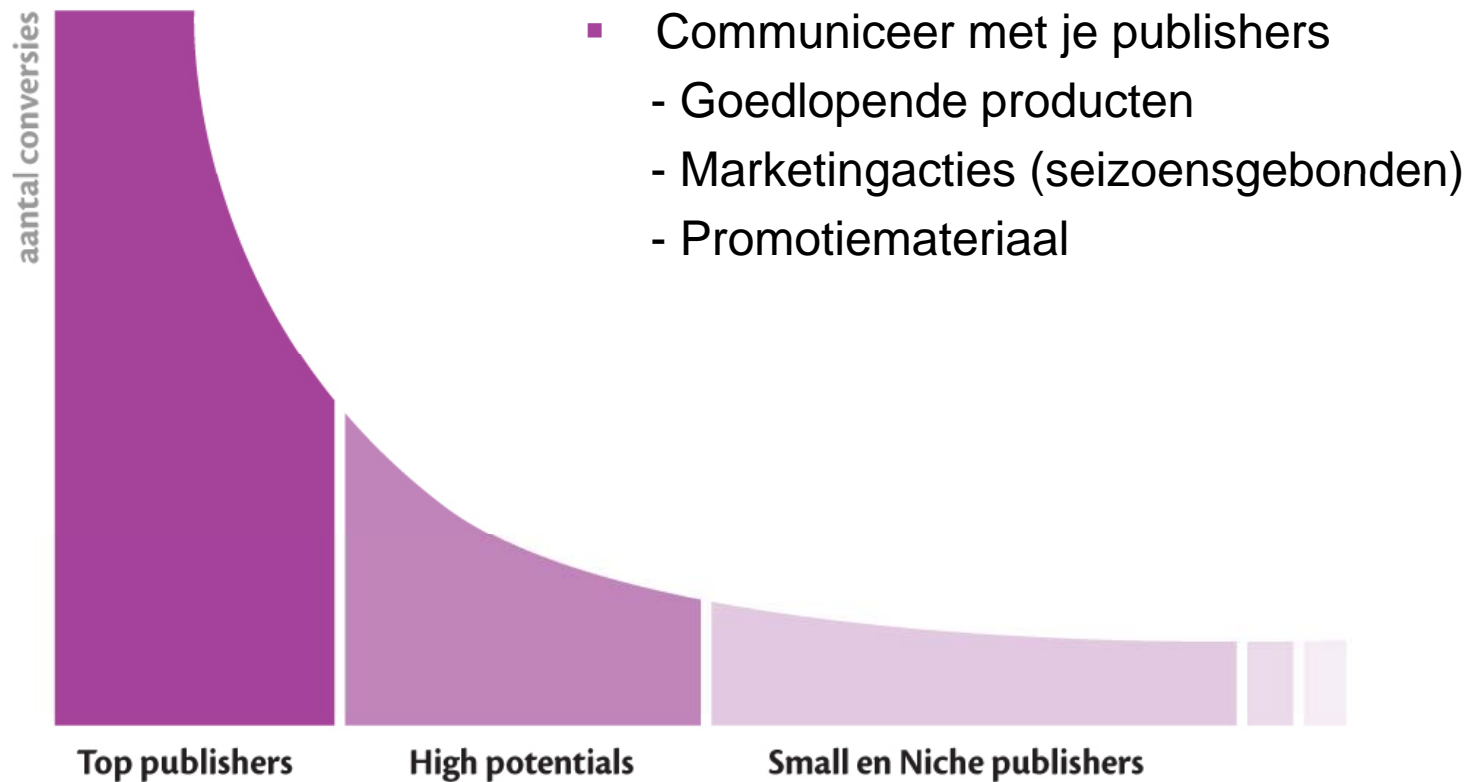 aantal conversies
▪ Communiceer met je publishers
- Goedlopende producten
- Marketingacties (seizoensgebonden)
- Promotiemateriaal
Top publishers
High potentials
Small en Niche publishers